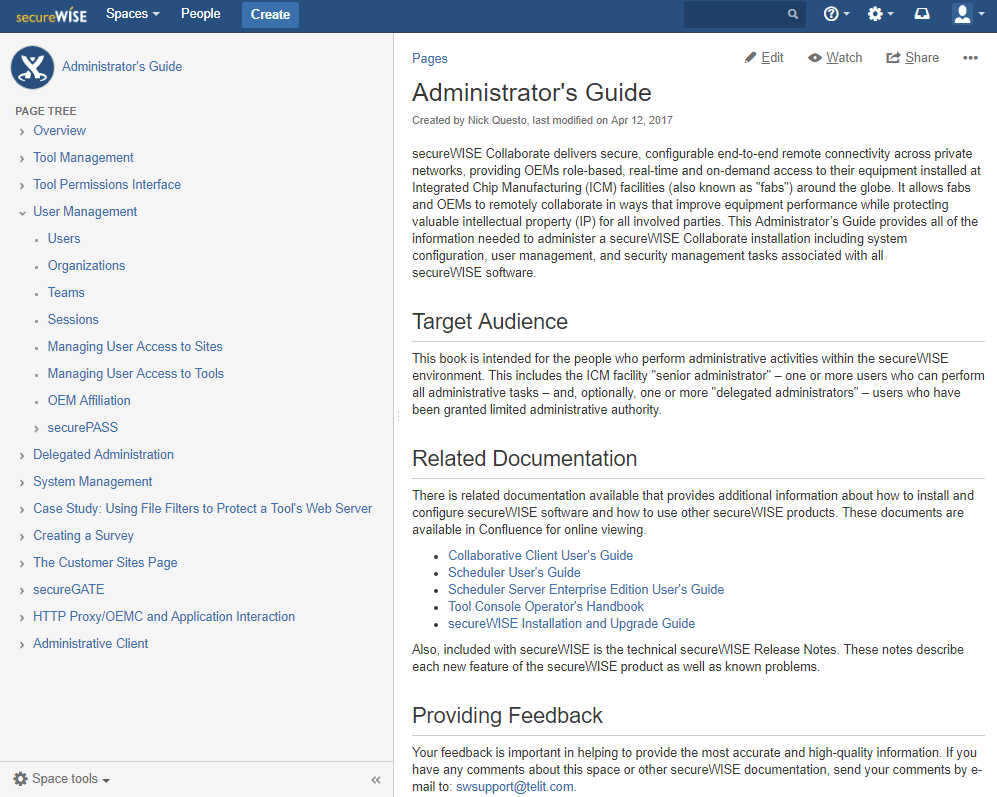 secureWISE Spaces People Create
Administrator's Guide
PAGE TREE
Overview
Tool Management
Tool Permissions Interface
User Management
Users
Organizations
Teams
Sessions
Managing User Access to Sites
Managing User Access to Tools
OEM Affiliation
securePASS
Delegated Administration
System Management
Case Study: Using File Filters to Protect a Tool's Web Server
Creating a Survey
The Customer Sites Page
secureGATE
HTTP Proxy/OEMC and Application Interaction
Administrative Client
Space tools
Pages
Edit Watch Share
Administrator's Guide
Created by Nick Questo, last modified on Apr 12, 2017
secureWISE Collaborate delivers secure, configurable end-to-end remote connectivity across private
networks, providing OEMs role-based, real-time and on-demand access to their equipment installed at
Integrated Chip Manufacturing (ICM) facilities (also known as "fabs") around the globe. It allows fabs
and OEMs to remotely collaborate in ways that improve equipment performance while protecting
valuable intellectual property (IP) for all involved parties. This Administrator's Guide provides all of the
information needed to administer a secureWISE Collaborate installation including system
configuration, user management, and security management tasks associated with all
secureWISE software.
Target Audience
This book is intended for the people who perform administrative activities within the secureWISE
environment. This includes the ICM facility "senior administrator" – one or more users who can perform
all administrative tasks – and, optionally, one or more "delegated administrators" – users who have
been granted limited administrative authority.
Related Documentation
There is related documentation available that provides additional information about how to install and
configure secureWISE software and how to use other secureWISE products. These documents are
available in Confluence for online viewing.
Collaborative Client User's Guide
Scheduler User's Guide
Scheduler Server Enterprise Edition User's Guide
Tool Console Operator's Handbook
secureWISE Installation and Upgrade Guide
Also, included with secureWISE is the technical secureWISE Release Notes. These notes describe
each new feature of the secureWISE product as well as known problems.
Providing Feedback
Your feedback is important in helping to provide the most accurate and high-quality information. If you
have any comments about this space or other secureWISE documentation, send your comments by e-
mail to: swsupport@telit.com.